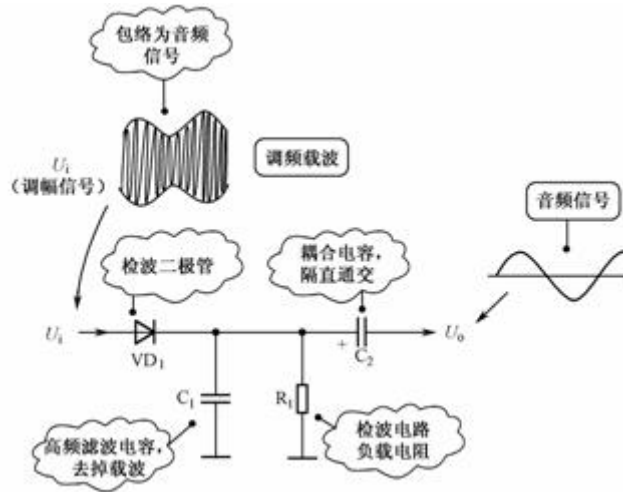 包络为音频
信号
Ui
(调幅信号)
调频载波
音频信号
检波二极管
耦合电容,
隔直通交
Ui
VD1
+
C2
Uo
C1
R1
高频滤波电容,
去掉载波
检波电路
负载电阻